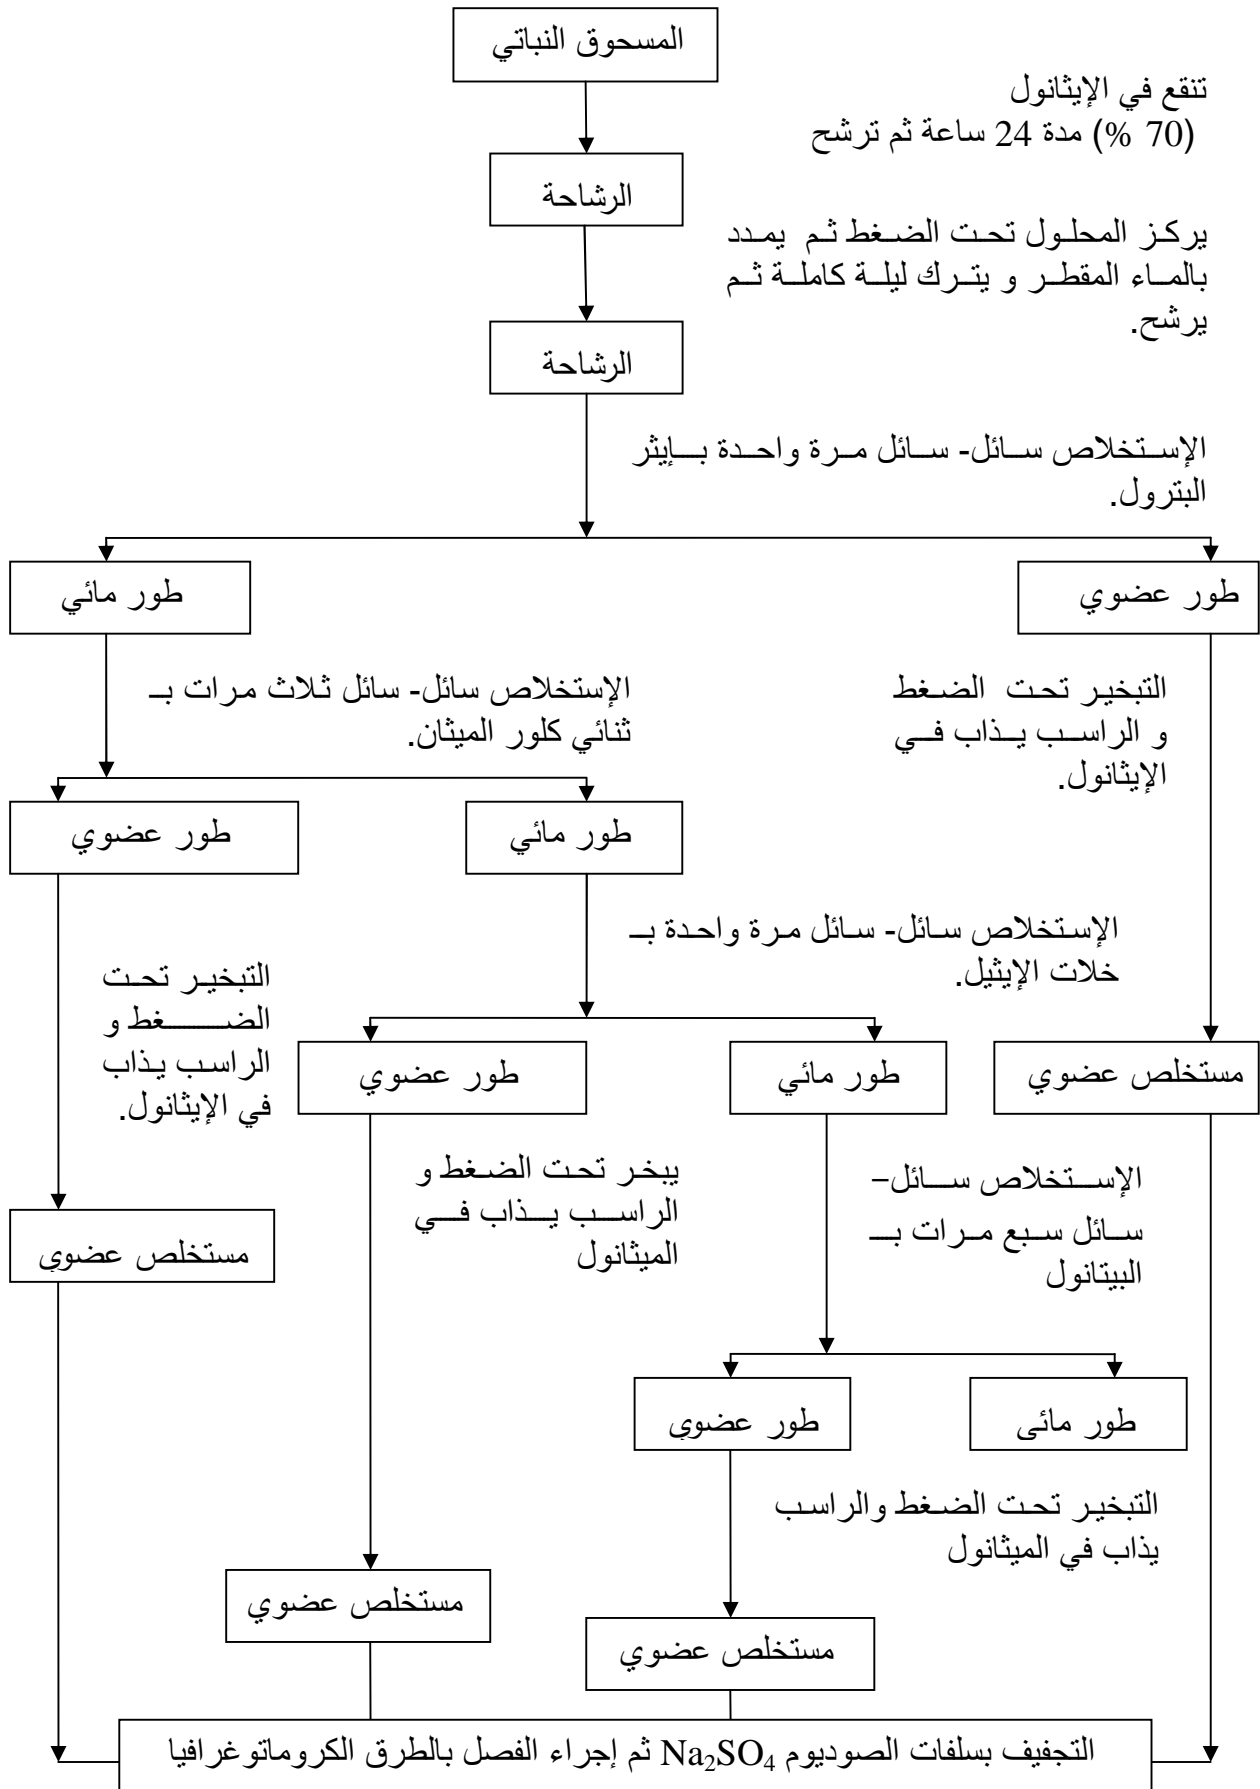 المسحوق النباتي
تنقع في الإيثانول
(70 %) مدة 24 ساعة ثم ترشح
الرشاحة
يركز المحلول تحت الضغط ثم يمدد
بالماء المقطر و يترك ليلة كاملة ثم
يرشح.
الرشاحة
الإستخلاص سائل- سائل مرة واحدة بإيثر
البترول.
طور عضوي
طور مائي
التبخير تحت الضغط
و الراسب يذاب في
الإيثانول.
الإستخلاص سائل- سائل ثلاث مرات بـ
ثنائي كلور الميثان.
طور مائي
طور عضوي
الإستخلاص سائل- سائل مرة واحدة بـ
خلات الإيثيل.
التبخير تحت
الضغط و
الراسب يذاب
في الإيثانول.
مستخلص عضوي
طور مائي
طور عضوي
الإستخلاص سائل–
سائل سبع مرات بـ
البيتانول
يبخر تحت الضغط و
الراسب يذاب في
الميثانول
مستخلص عضوي
طور مائي
طور عضوي
التبخير تحت الضغط والراسب
يذاب في الميثانول
مستخلص عضوي
مستخلص عضوي
التجفيف بسلفات الصوديوم Na₂SO₄ ثم إجراء الفصل بالطرق الكروماتوغرافيا